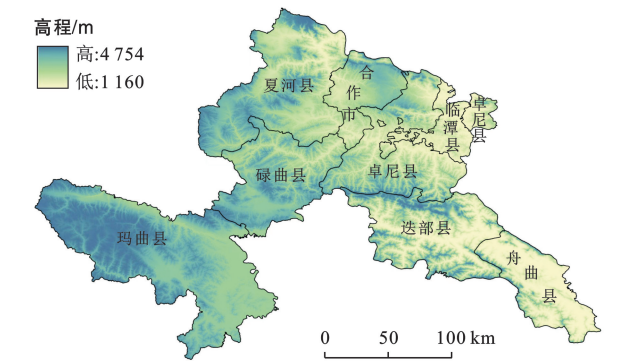 高程/m
高:4 754
低:1 160
夏河县
合作市
临潭县
卓尼县
碌曲县
卓尼县
玛曲县
迭部县
舟曲县
0 50 100 km